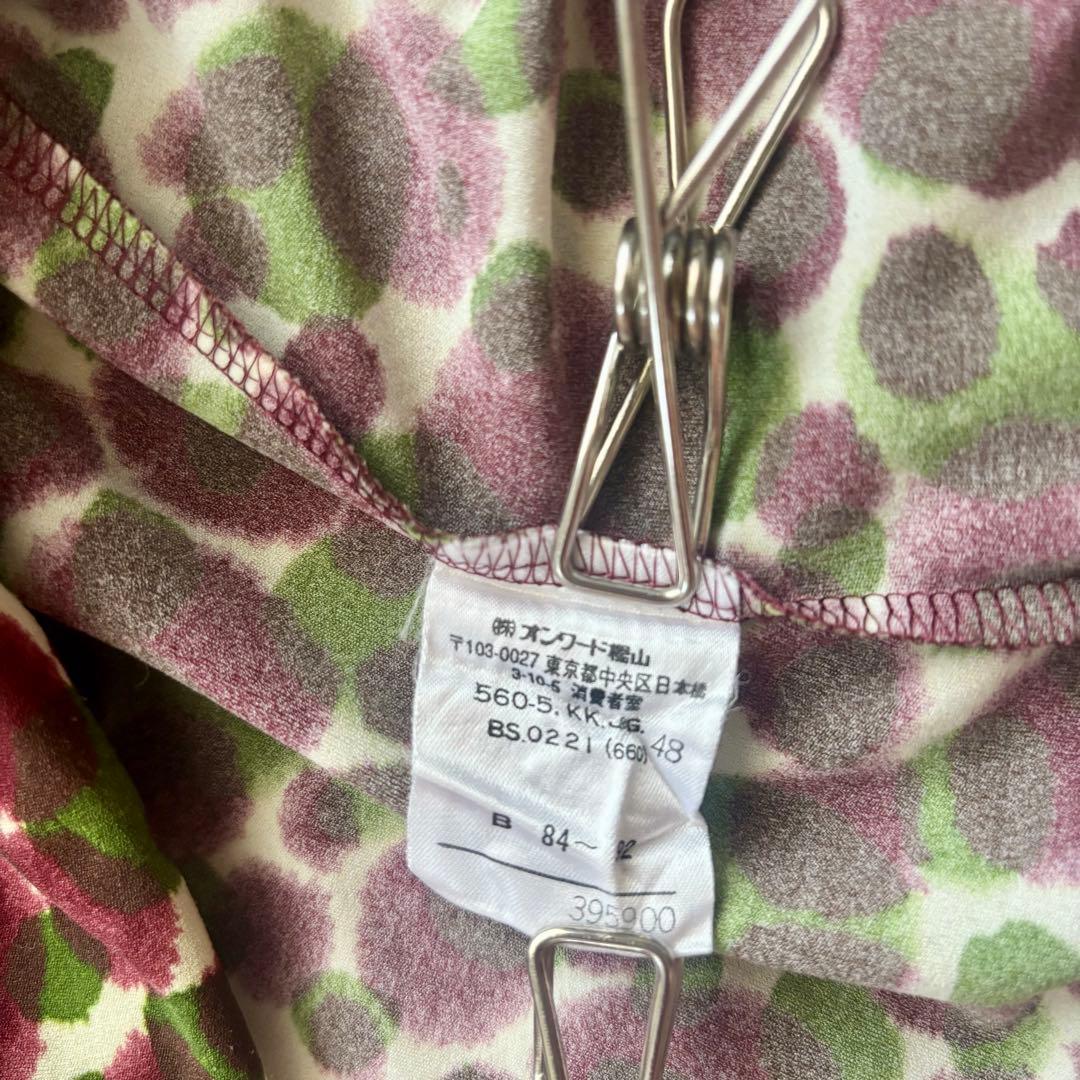 ㈱オンワード樫山
〒103-0027 東京都中央区日本橋
3-10-5 消費者室
560-5. KK.
BS.0221 (660) 48
B 84～92
395900